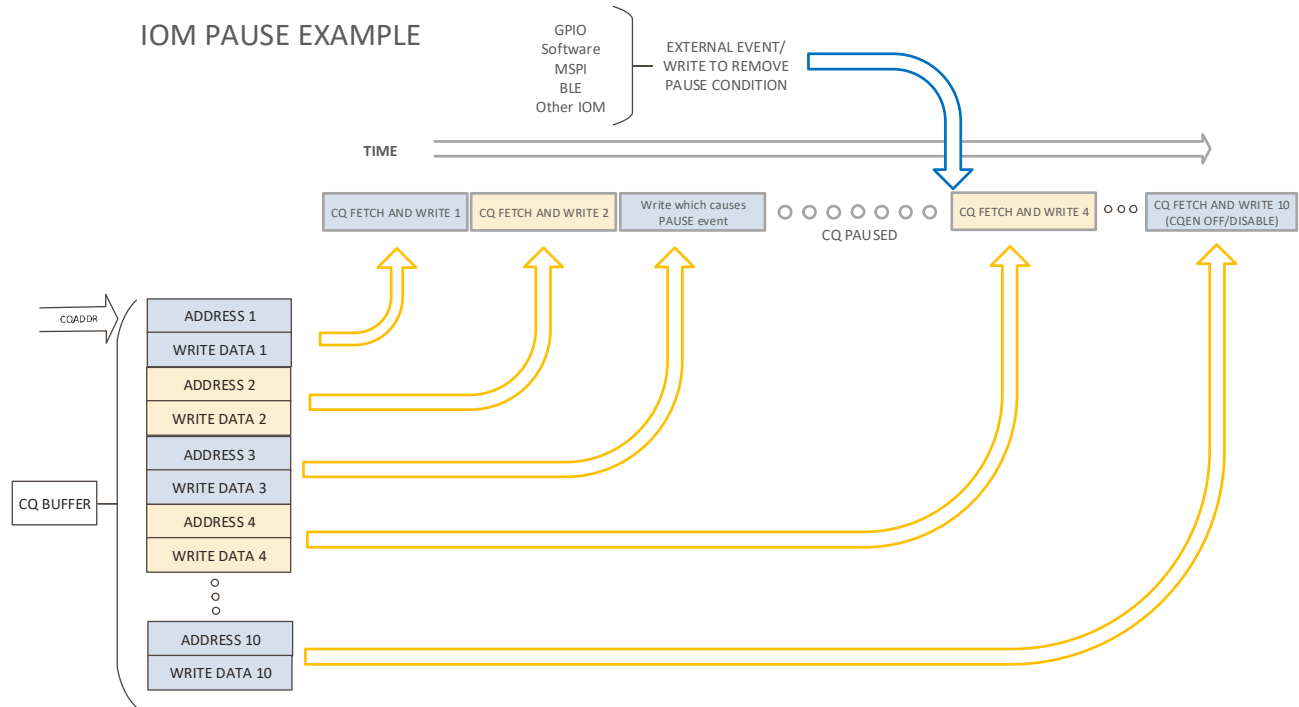 IOM PAUSE EXAMPLE
GPIO
Software
MSPI
BLE
Other IOM
EXTERNAL EVENT/
WRITE TO REMOVE
PAUSE CONDITION
TIME
CQ FETCH AND WRITE 1
CQ FETCH AND WRITE 2
Write which causes
PAUSE event
CQ PAUSED
CQ FETCH AND WRITE 4
CQ FETCH AND WRITE 10
(CQEN OFF/DISABLE)
CQADDR
ADDRESS 1
WRITE DATA 1
ADDRESS 2
WRITE DATA 2
ADDRESS 3
WRITE DATA 3
ADDRESS 4
WRITE DATA 4
CQ BUFFER
ADDRESS 10
WRITE DATA 10